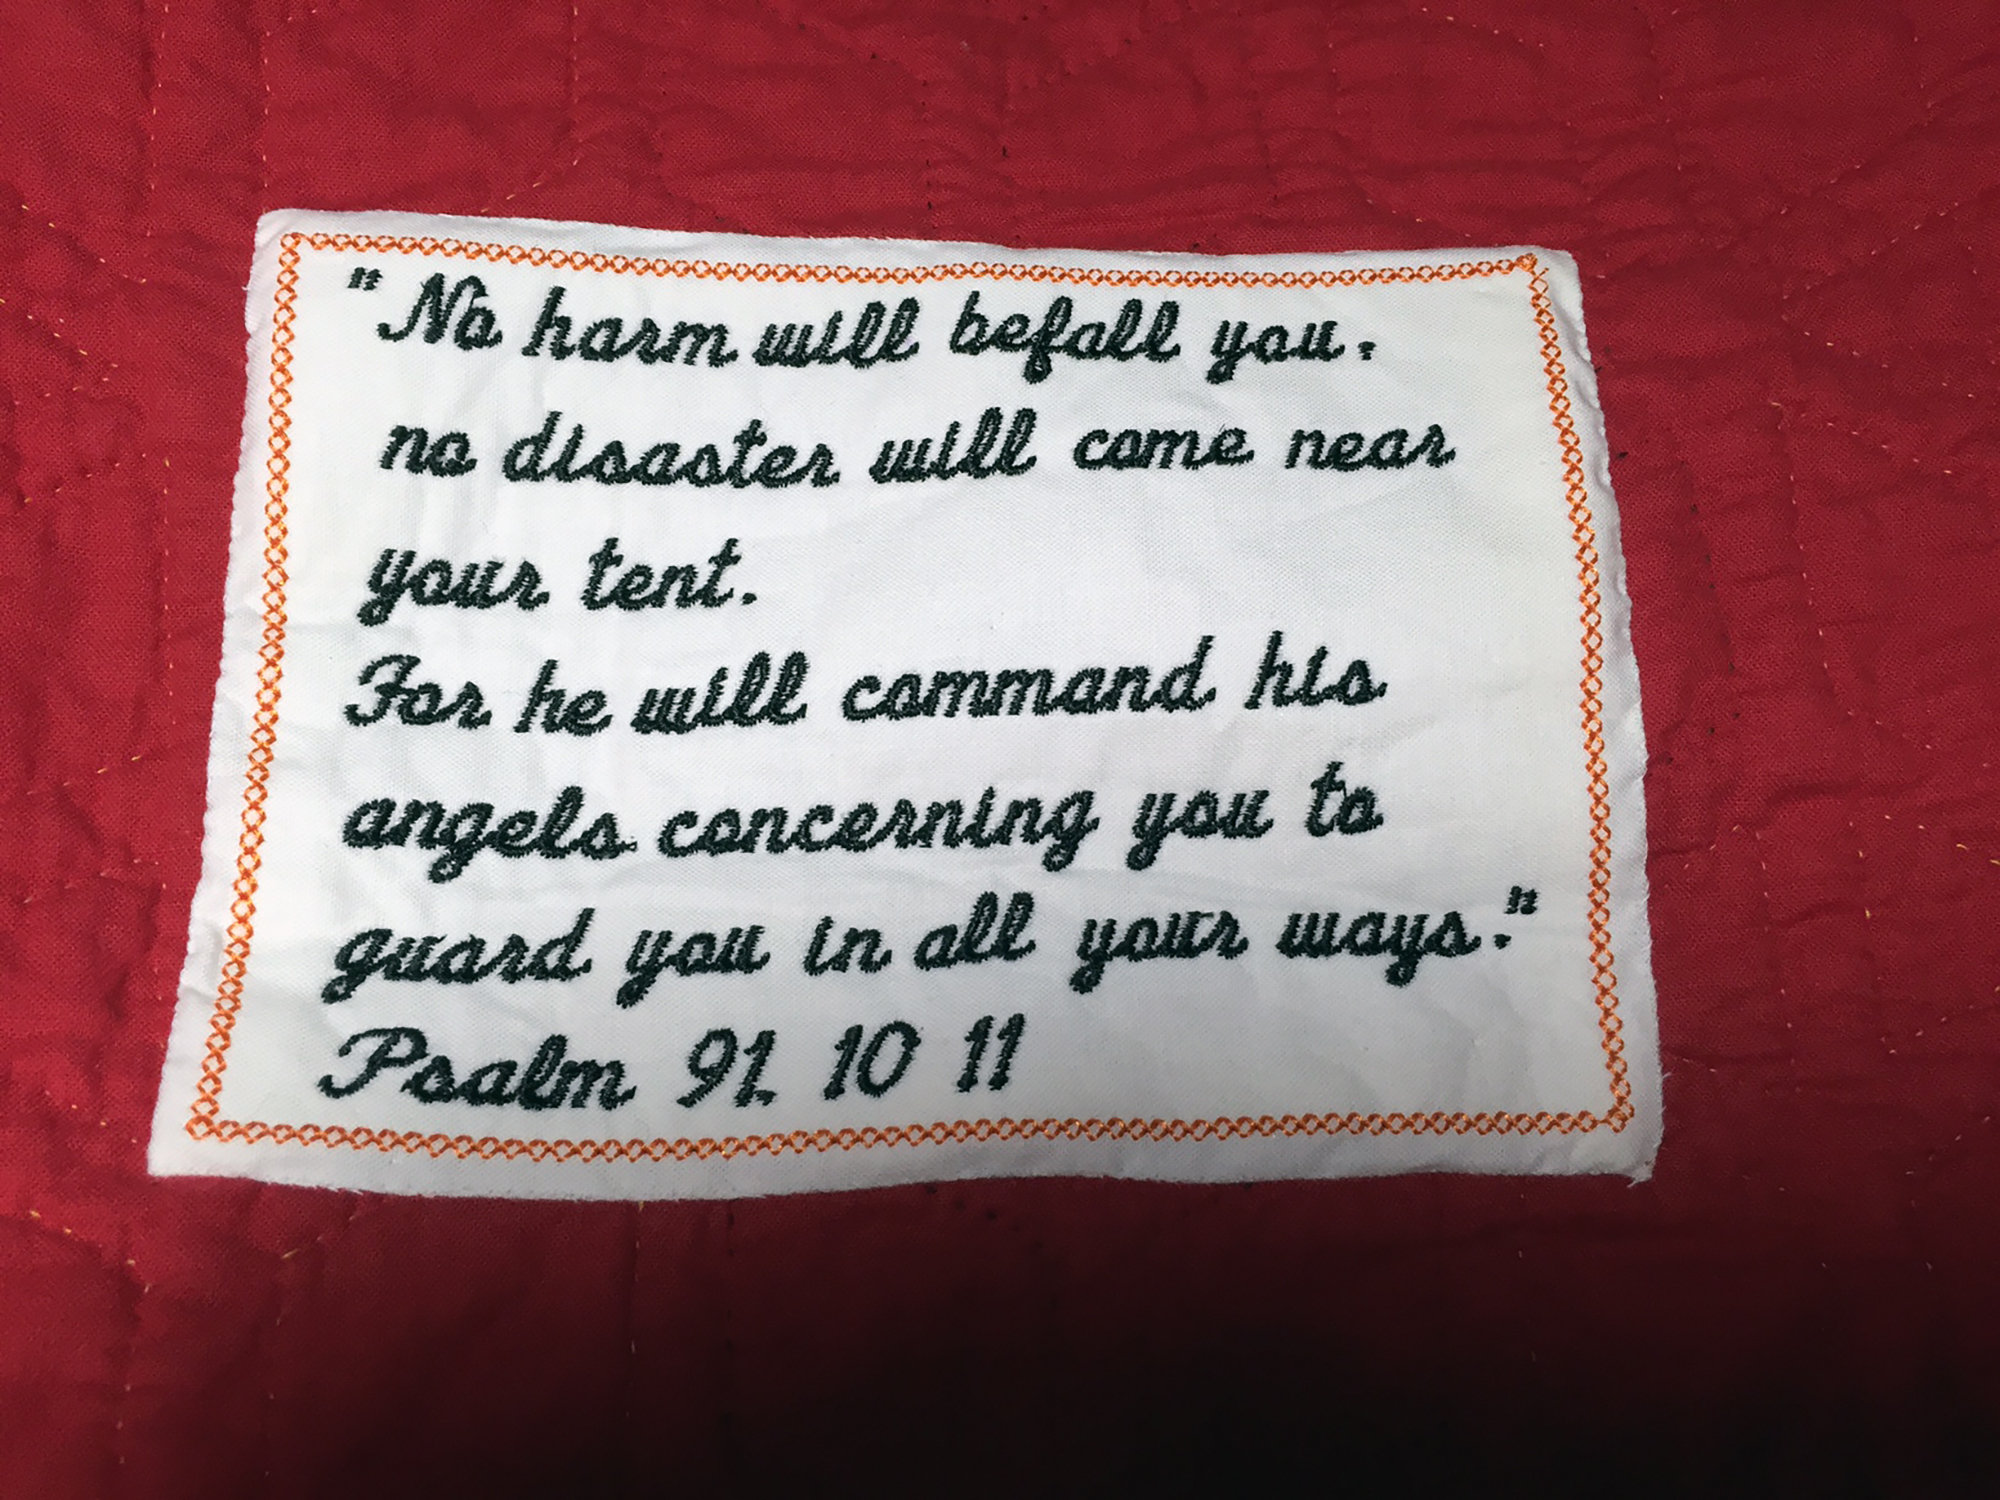 "No harm will befall you.
no disaster will come near
your tent.
For he will command his
angels concerning you to
guard you in all your ways."
Psalm 91. 10 11